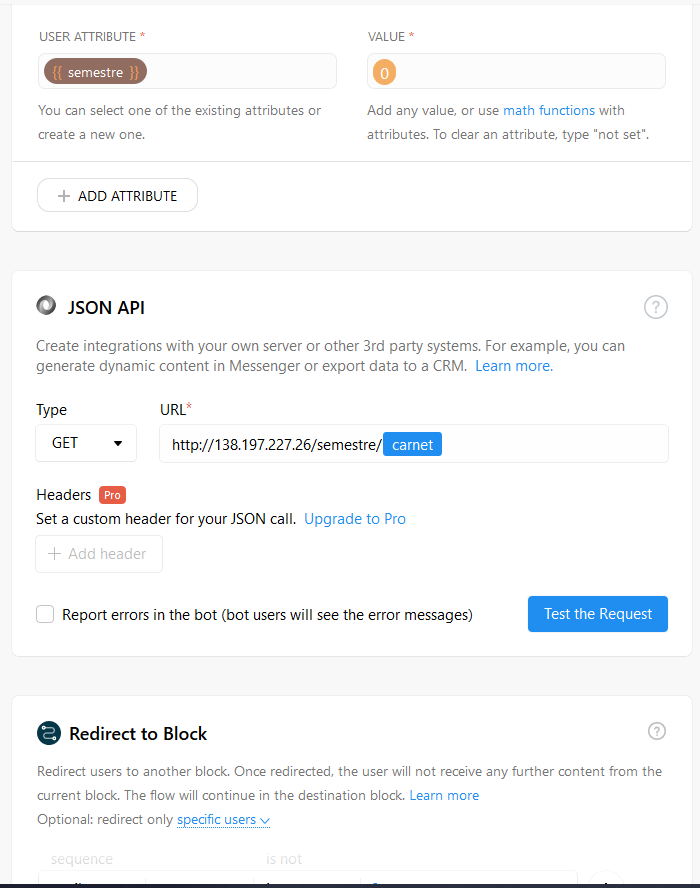 USER ATTRIBUTE *
VALUE *
{{ semestre }}
0
You can select one of the existing attributes or
create a new one.
Add any value, or use math functions with
attributes. To clear an attribute, type "not set".
+ ADD ATTRIBUTE
JSON API
?
Create integrations with your own server or other 3rd party systems. For example, you can
generate dynamic content in Messenger or export data to a CRM. Learn more.
Type
URL*
GET
http://138.197.227.26/semestre/ carnet
Headers Pro
Set a custom header for your JSON call. Upgrade to Pro
+ Add header
Report errors in the bot (bot users will see the error messages)
Test the Request
Redirect to Block
?
Redirect users to another block. Once redirected, the user will not receive any further content from the
current block. The flow will continue in the destination block. Learn more
Optional: redirect only specific users
sequence
is not